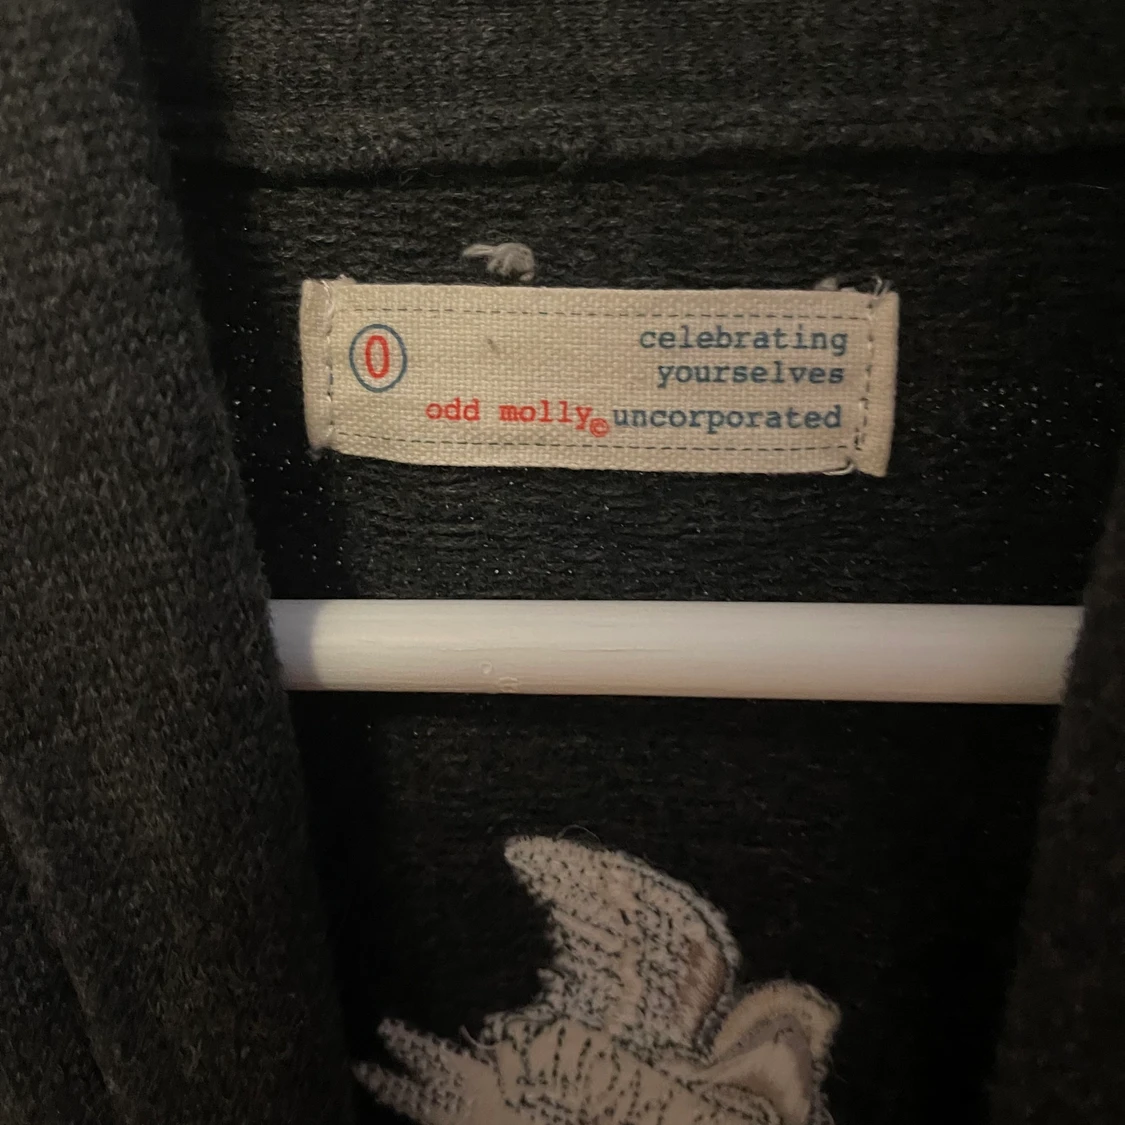 0
celebrating
yourselves
odd molly© uncorporated